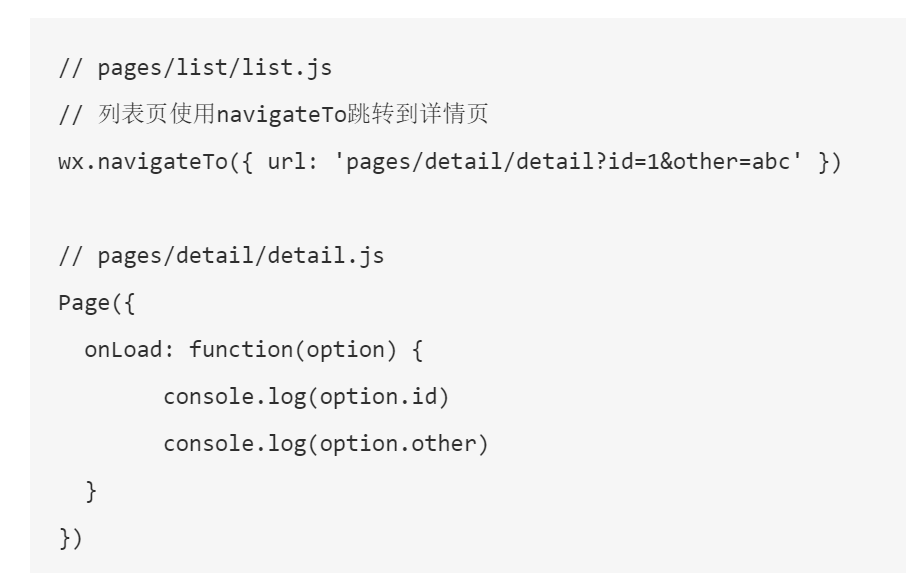 // pages/list/list.js
// 列表页使用navigateTo跳转到详情页
wx.navigateTo({ url: 'pages/detail/detail?id=1&other=abc' })
// pages/detail/detail.js
Page({
  onLoad: function(option) {
        console.log(option.id)
        console.log(option.other)
  }
})